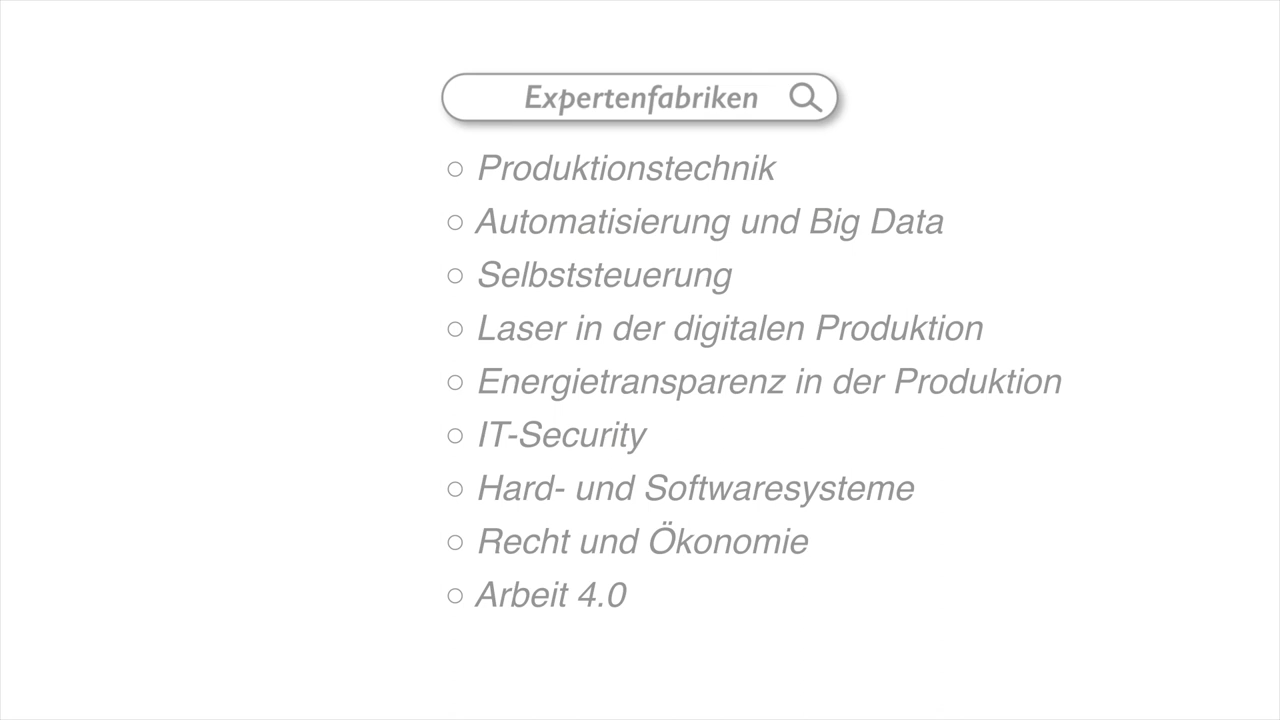 Expertenfabriken
Produktionstechnik
Automatisierung und Big Data
Selbststeuerung
Laser in der digitalen Produktion
Energietransparenz in der Produktion
IT-Security
Hard- und Softwaresysteme
Recht und Ökonomie
Arbeit 4.0